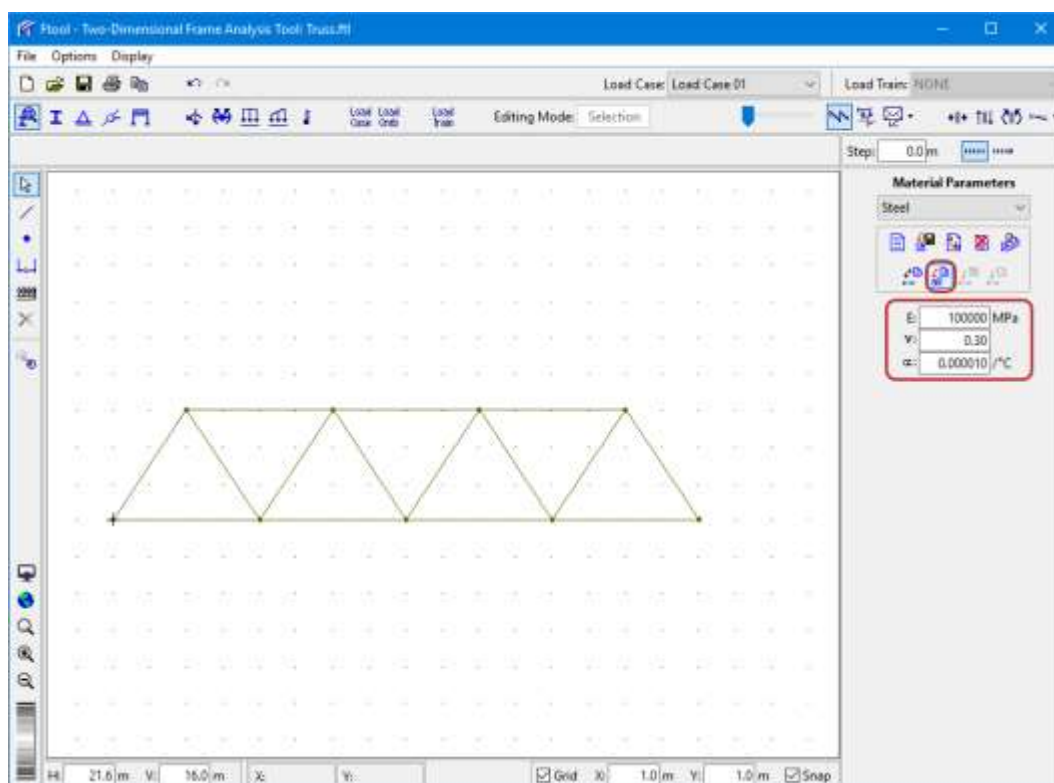 Ftool - Two-Dimensional Frame Analysis Tool: Truss.ftl
File Options Display
Load Case: Load Case 01 Load Train: NONE
Load Case Load Comb Load Train Editing Mode: Selection
Step: 0.0 m
Material Parameters
Steel
E: 100000 MPa
ν: 0.30
α: 0.000010 /°C
H: 21.6 m V: 16.0 m X: Y: Grid X: 1.0 m Y: 1.0 m Snap